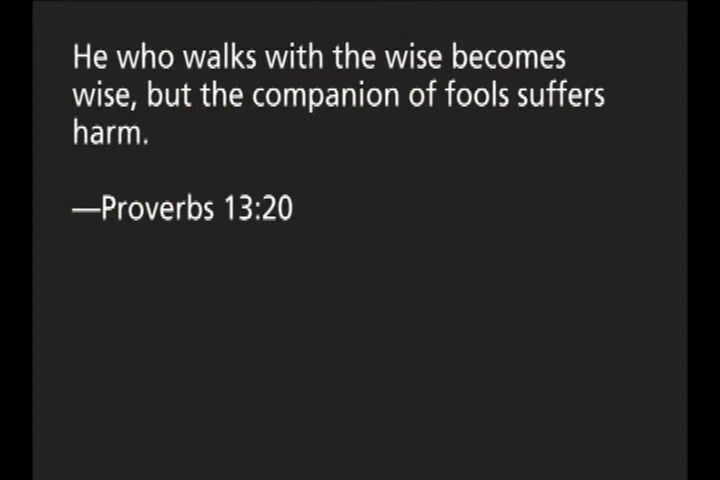 He who walks with the wise becomes
wise, but the companion of fools suffers
harm.
—Proverbs 13:20